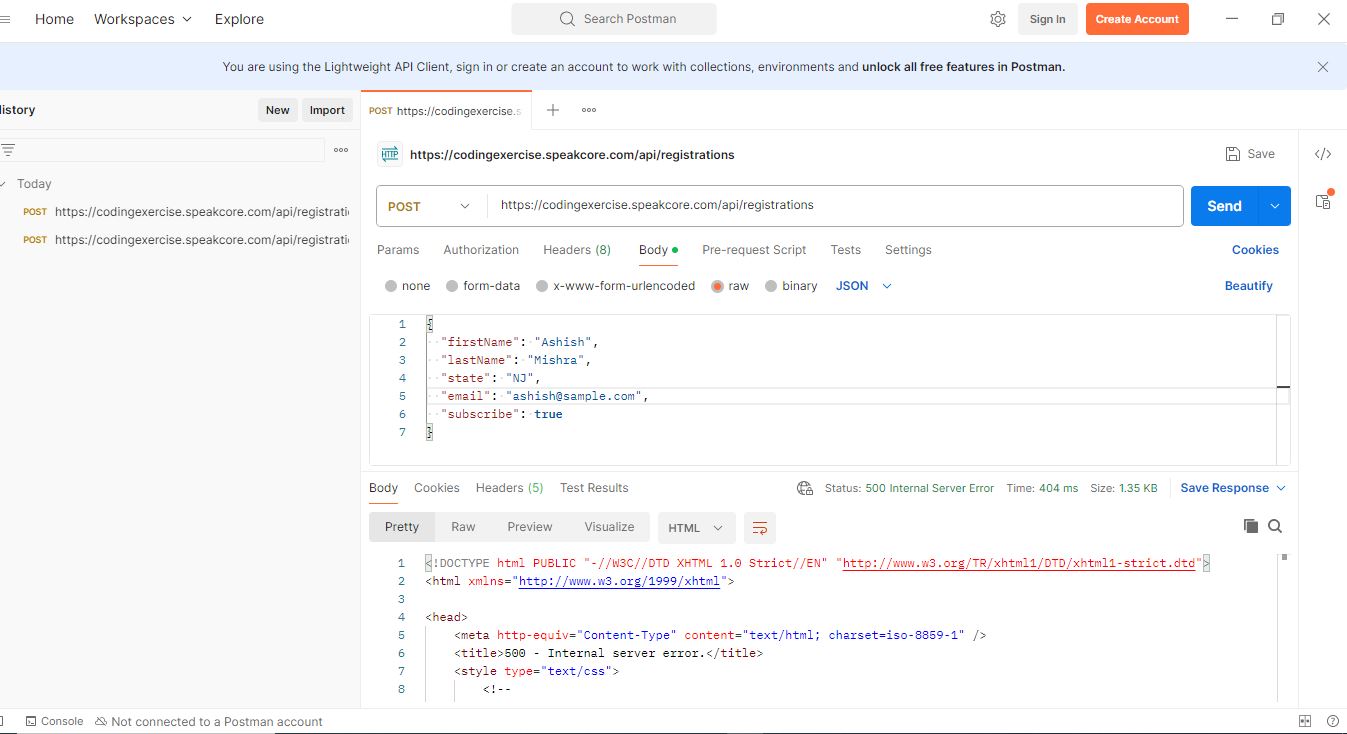 Home Workspaces Explore Search Postman Sign In Create Account
You are using the Lightweight API Client, sign in or create an account to work with collections, environments and unlock all free features in Postman.
History New Import
Today
POST https://codingexercise.speakcore.com/api/registrati
POST https://codingexercise.speakcore.com/api/registrati
POST https://codingexercise.s
HTTP https://codingexercise.speakcore.com/api/registrations Save
POST https://codingexercise.speakcore.com/api/registrations Send
Params Authorization Headers (8) Body Pre-request Script Tests Settings Cookies
none form-data x-www-form-urlencoded raw binary JSON Beautify
1 {
2 "firstName": "Ashish",
3 "lastName": "Mishra",
4 "state": "NJ",
5 "email": "ashish@sample.com",
6 "subscribe": true
7 }
Body Cookies Headers (5) Test Results Status: 500 Internal Server Error Time: 404 ms Size: 1.35 KB Save Response
Pretty Raw Preview Visualize HTML
1 <!DOCTYPE html PUBLIC "-//W3C//DTD XHTML 1.0 Strict//EN" "http://www.w3.org/TR/xhtml1/DTD/xhtml1-strict.dtd">
2 <html xmlns="http://www.w3.org/1999/xhtml">
3
4 <head>
5 <meta http-equiv="Content-Type" content="text/html; charset=iso-8859-1" />
6 <title>500 - Internal server error.</title>
7 <style type="text/css">
8 <!--
Console Not connected to a Postman account